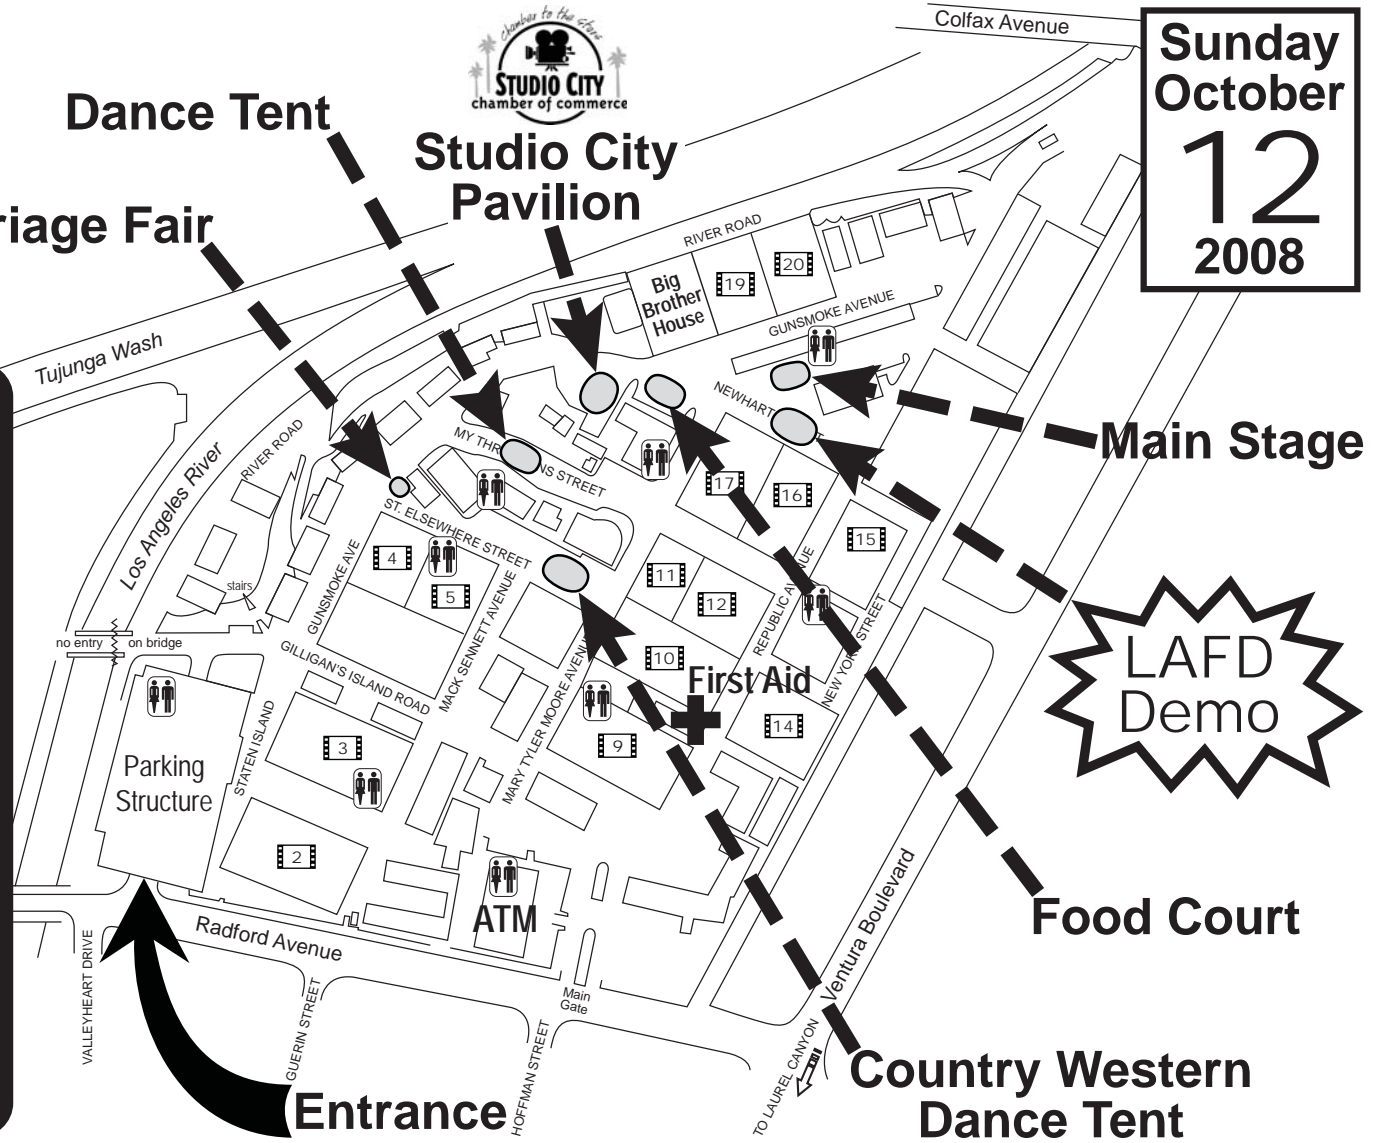 chamber to the stars
STUDIO CITY
chamber of commerce
Colfax Avenue
Sunday
October
12
2008
Dance Tent
Studio City
Pavilion
riage Fair
RIVER ROAD
Big
Brother
House
19
20
GUNSMOKE AVENUE
Tujunga Wash
NEWHART
Main Stage
MY THR
NS STREET
RIVER ROAD
Los Angeles River
17
16
15
ST. ELSEWHERE STREET
GUNSMOKE AVE
4
5
11
12
stairs
no entry
on bridge
MACK SENNETT AVENUE
REPUBLIC AVENUE
NEW YORK STREET
LAFD
Demo
GILLIGAN'S ISLAND ROAD
10
First Aid
MARY TYLER MOORE AVENUE
STATEN ISLAND
3
9
14
Parking
Structure
2
ATM
Radford Avenue
Food Court
Ventura Boulevard
VALLEYHEART DRIVE
GUERIN STREET
HOFFMAN STREET
Main
Gate
TO LAUREL CANYON
Country Western
Dance Tent
Entrance